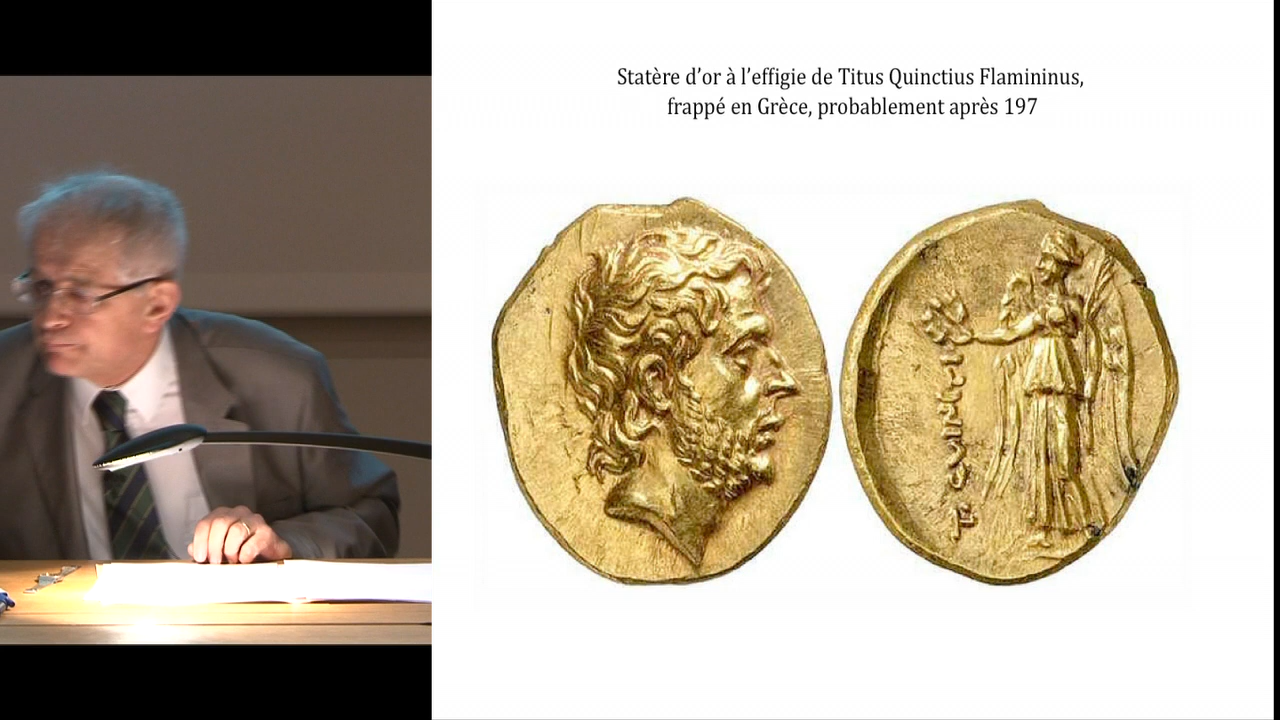 Statère d’or à l’effigie de Titus Quinctius Flamininus,
frappé en Grèce, probablement après 197